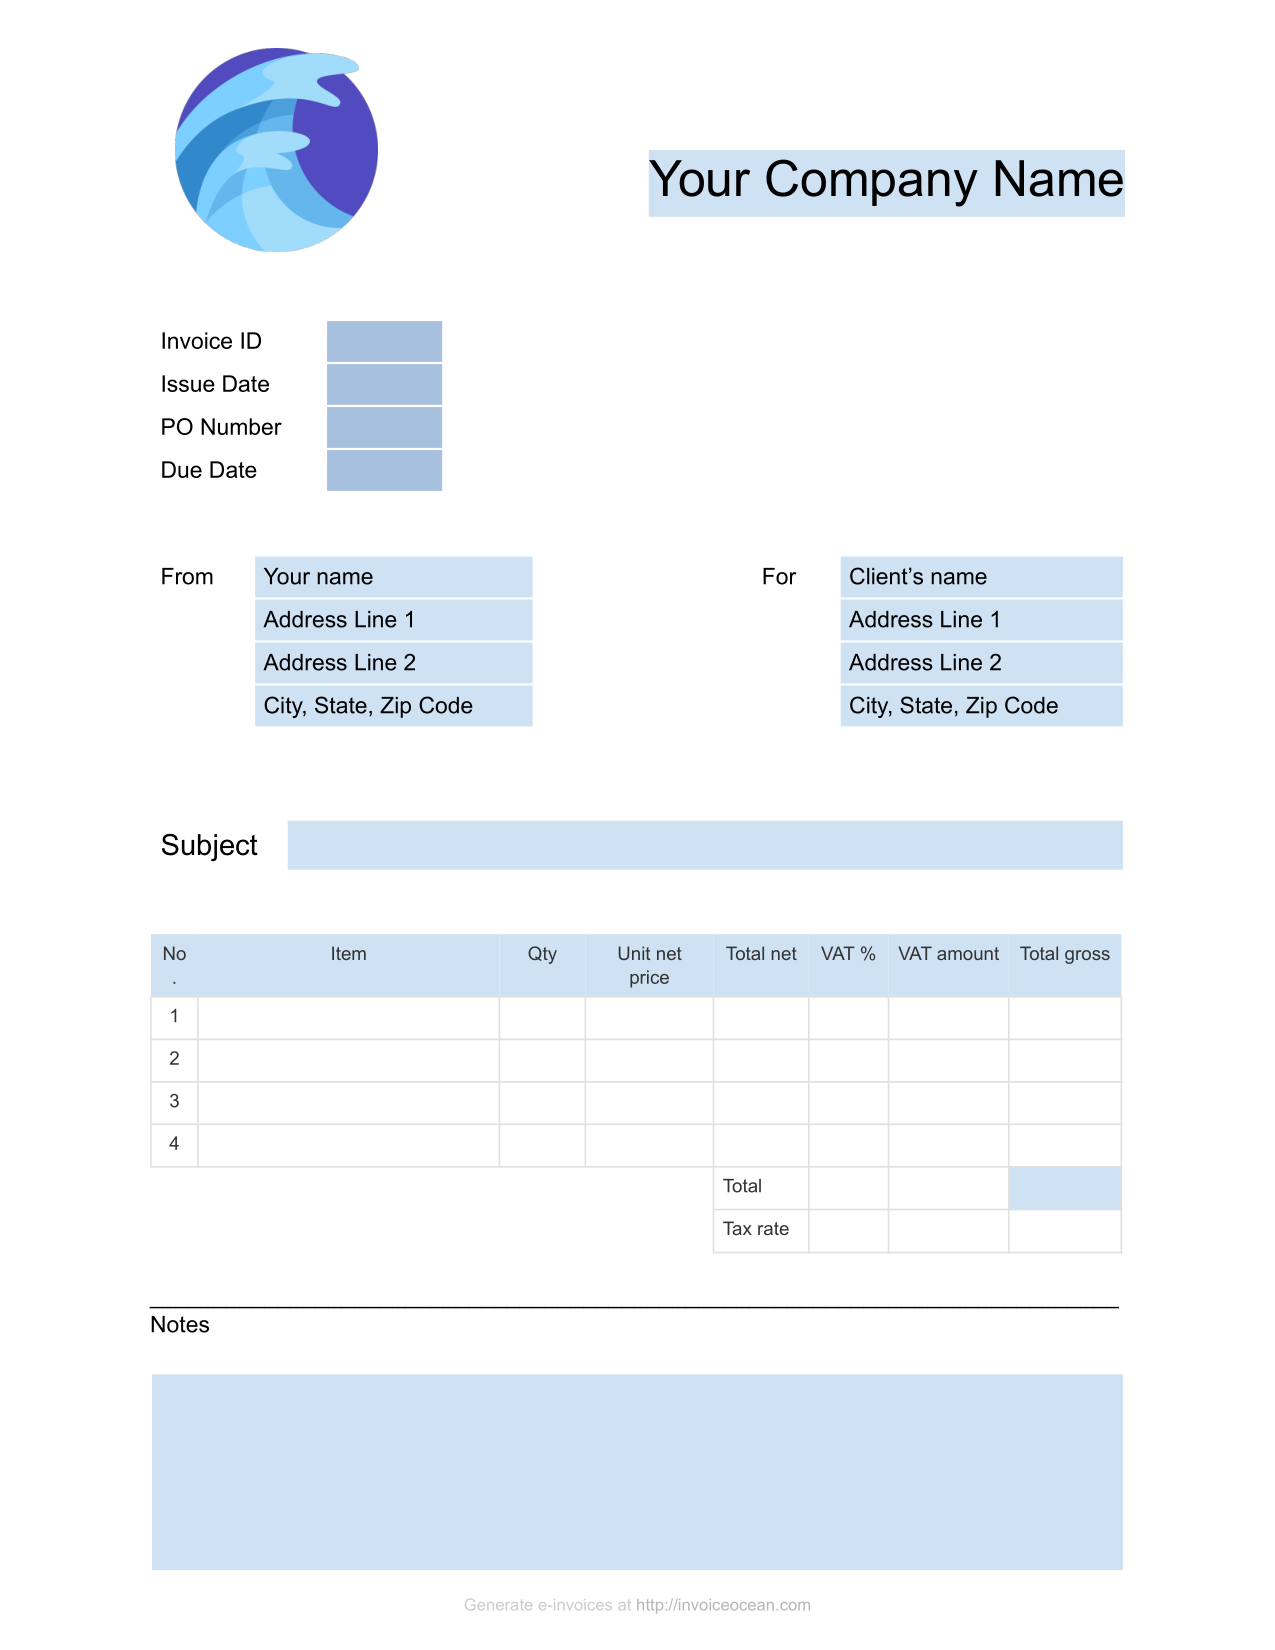 Your Company Name
Invoice ID
Issue Date
PO Number
Due Date
From Your name For Client’s name
Address Line 1 Address Line 1
Address Line 2 Address Line 2
City, State, Zip Code City, State, Zip Code
Subject
No Item Qty Unit net Total net VAT % VAT amount Total gross
. price
1
2
3
4
Total
Tax rate
Notes
Generate e-invoices at http://invoiceocean.com